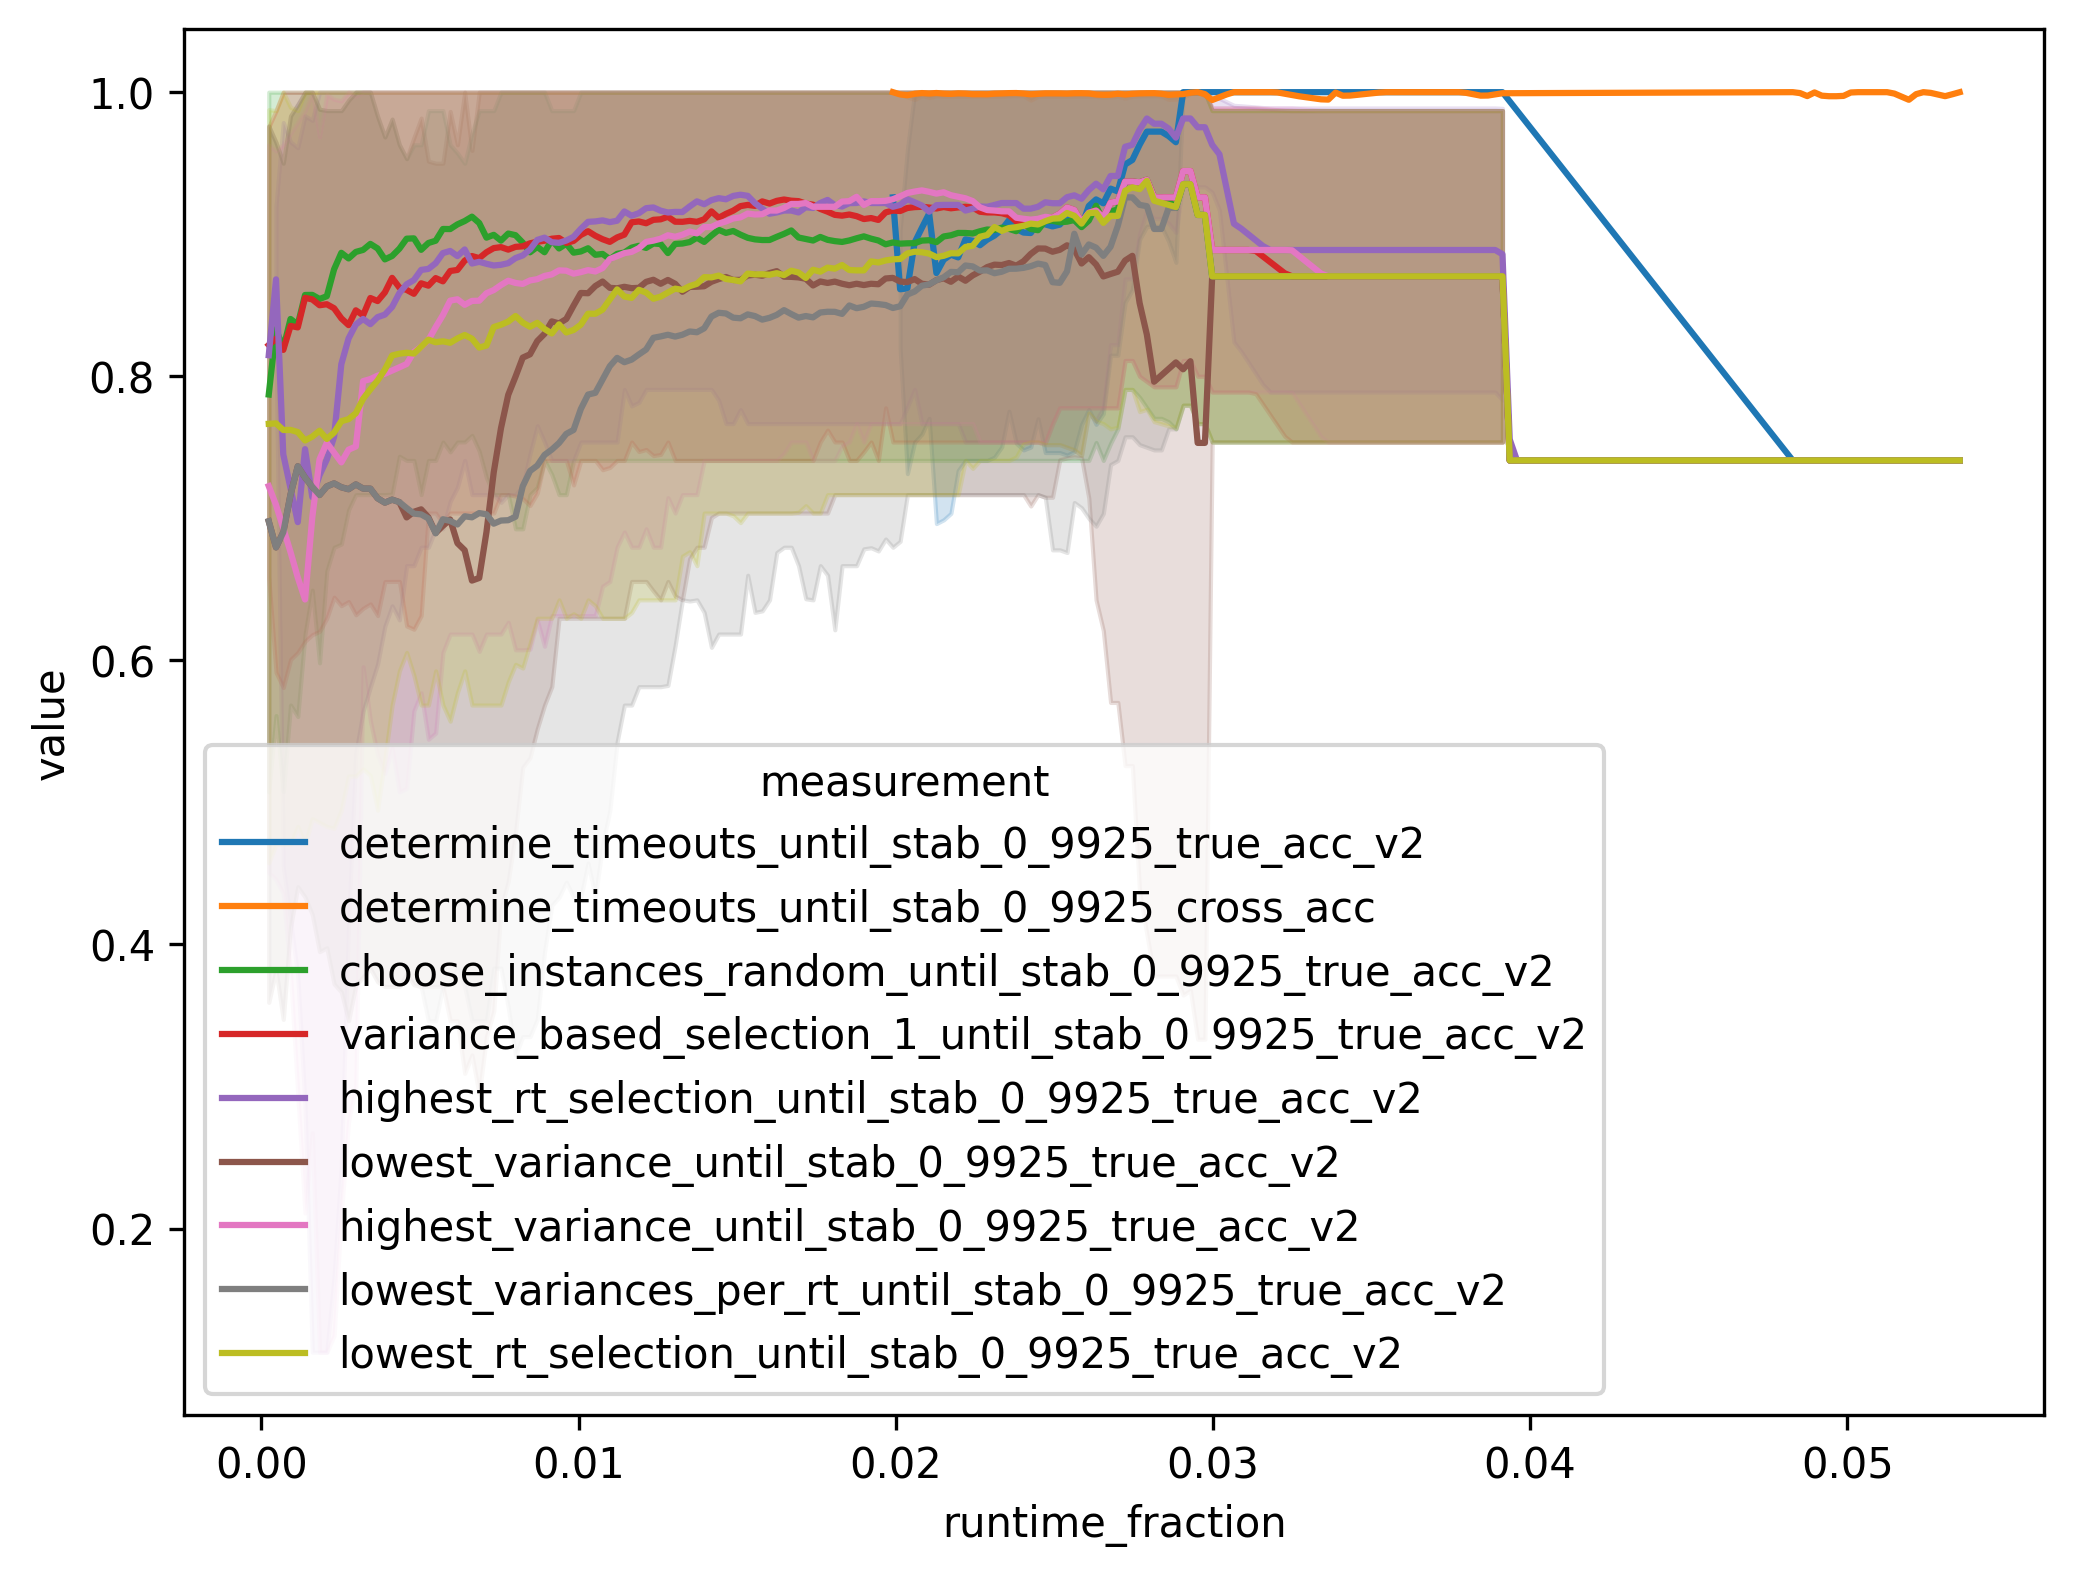 1.0
0.8
0.6
0.4
0.2
value
measurement
determine_timeouts_until_stab_0_9925_true_acc_v2
determine_timeouts_until_stab_0_9925_cross_acc
choose_instances_random_until_stab_0_9925_true_acc_v2
variance_based_selection_1_until_stab_0_9925_true_acc_v2
highest_rt_selection_until_stab_0_9925_true_acc_v2
lowest_variance_until_stab_0_9925_true_acc_v2
highest_variance_until_stab_0_9925_true_acc_v2
lowest_variances_per_rt_until_stab_0_9925_true_acc_v2
lowest_rt_selection_until_stab_0_9925_true_acc_v2
0.00 0.01 0.02 0.03 0.04 0.05
runtime_fraction